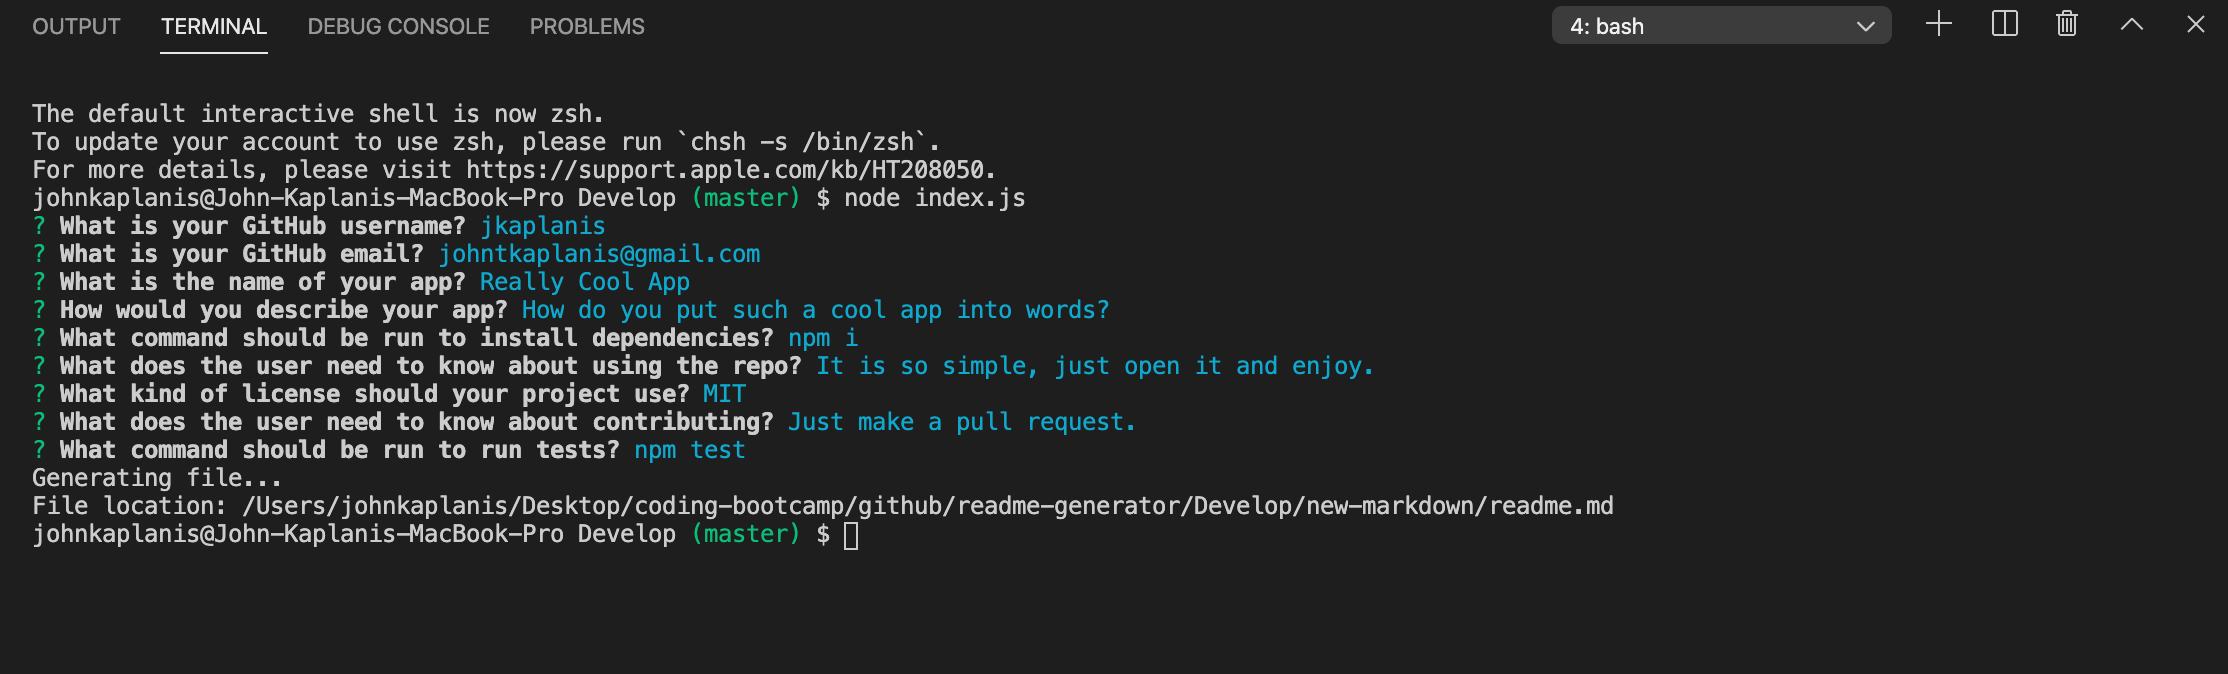 OUTPUT TERMINAL DEBUG CONSOLE PROBLEMS 4: bash
The default interactive shell is now zsh.
To update your account to use zsh, please run `chsh -s /bin/zsh`.
For more details, please visit https://support.apple.com/kb/HT208050.
johnkaplanis@John-Kaplanis-MacBook-Pro Develop (master) $ node index.js
? What is your GitHub username? jkaplanis
? What is your GitHub email? johntkaplanis@gmail.com
? What is the name of your app? Really Cool App
? How would you describe your app? How do you put such a cool app into words?
? What command should be run to install dependencies? npm i
? What does the user need to know about using the repo? It is so simple, just open it and enjoy.
? What kind of license should your project use? MIT
? What does the user need to know about contributing? Just make a pull request.
? What command should be run to run tests? npm test
Generating file...
File location: /Users/johnkaplanis/Desktop/coding-bootcamp/github/readme-generator/Develop/new-markdown/readme.md
johnkaplanis@John-Kaplanis-MacBook-Pro Develop (master) $